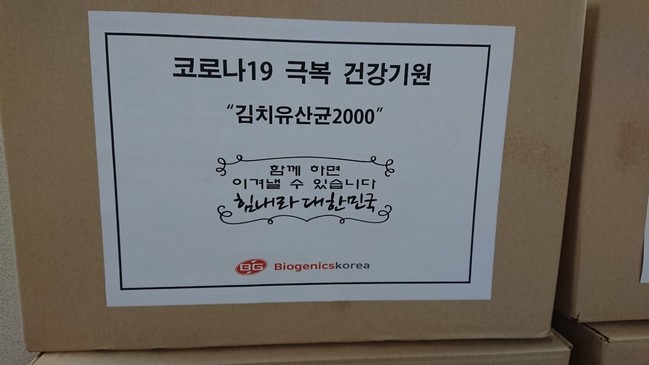 코로나19 극복 건강기원
“김치유산균2000”
함께 하면
이겨낼 수 있습니다
힘내라 대한민국
BG Biogenicskorea